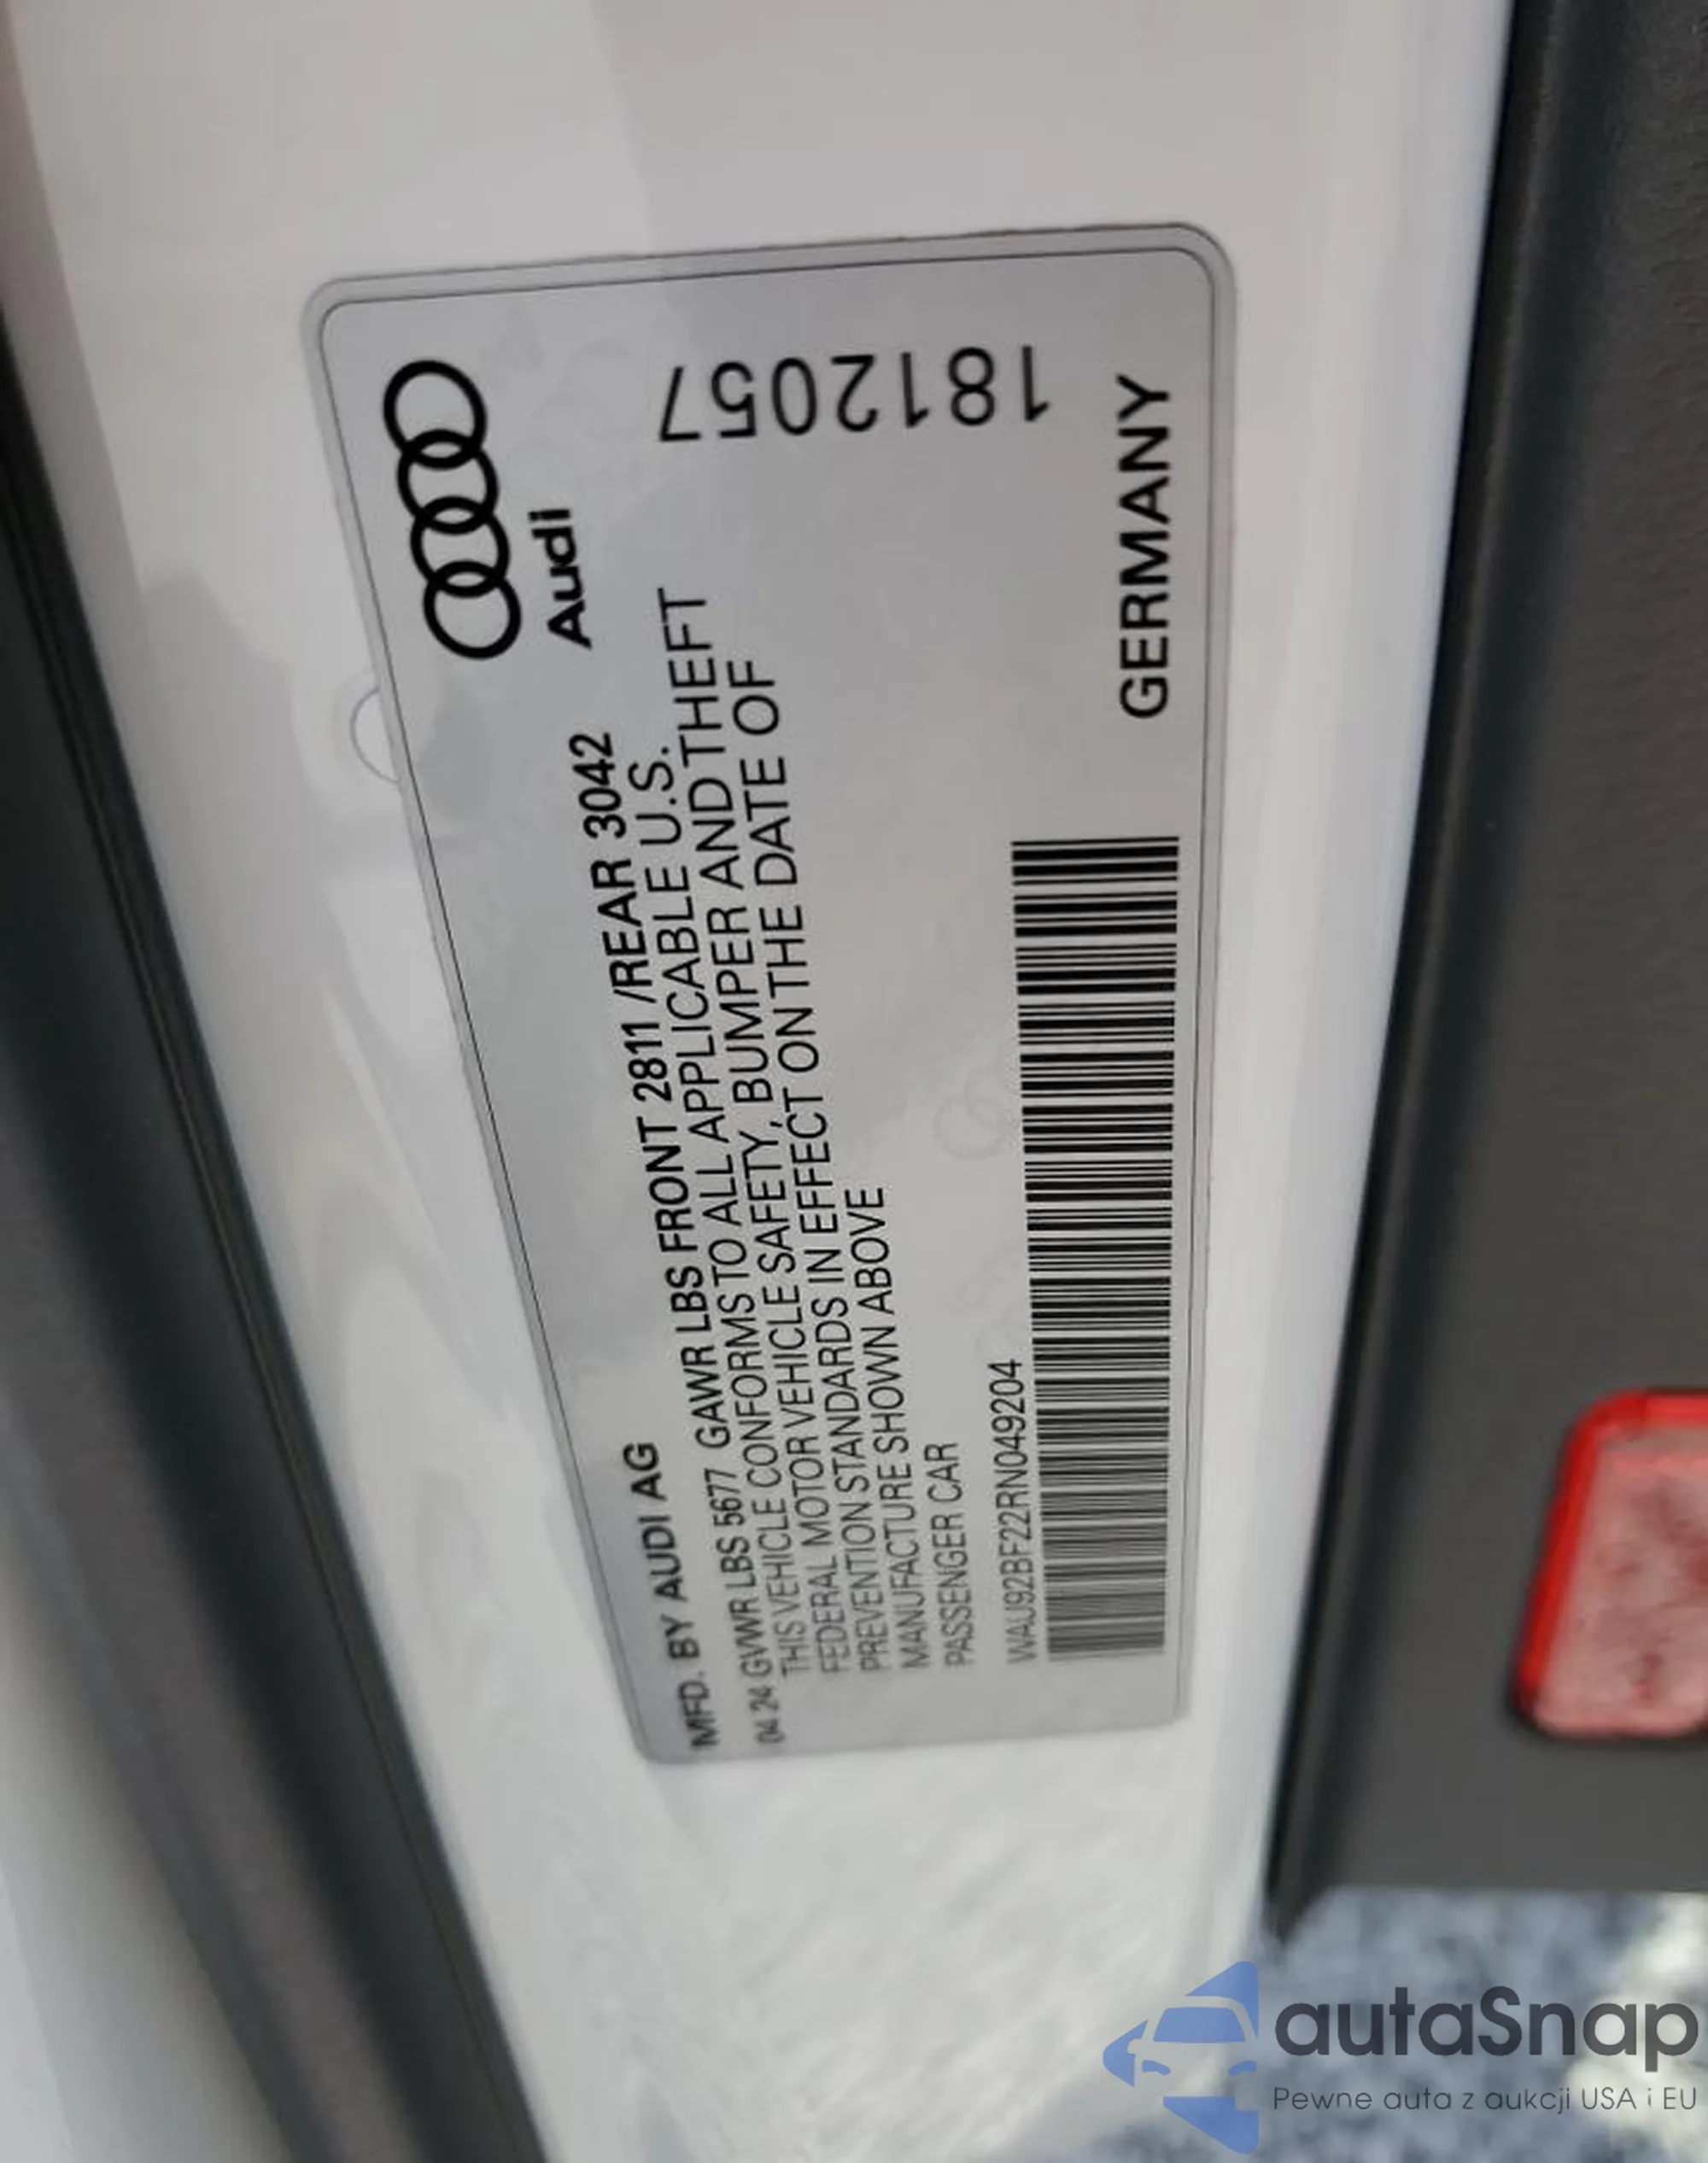 Audi
MFD. BY AUDI AG
04 24 GVWR LBS 5677 GAWR LBS FRONT 2811 /REAR 3042
THIS VEHICLE CONFORMS TO ALL APPLICABLE U.S.
FEDERAL MOTOR VEHICLE SAFETY, BUMPER AND THEFT
PREVENTION STANDARDS IN EFFECT ON THE DATE OF
MANUFACTURE SHOWN ABOVE
PASSENGER CAR
1812057
WAU92BF22RN049204
GERMANY
autaSnap
Pewne auta z aukcji USA i EU